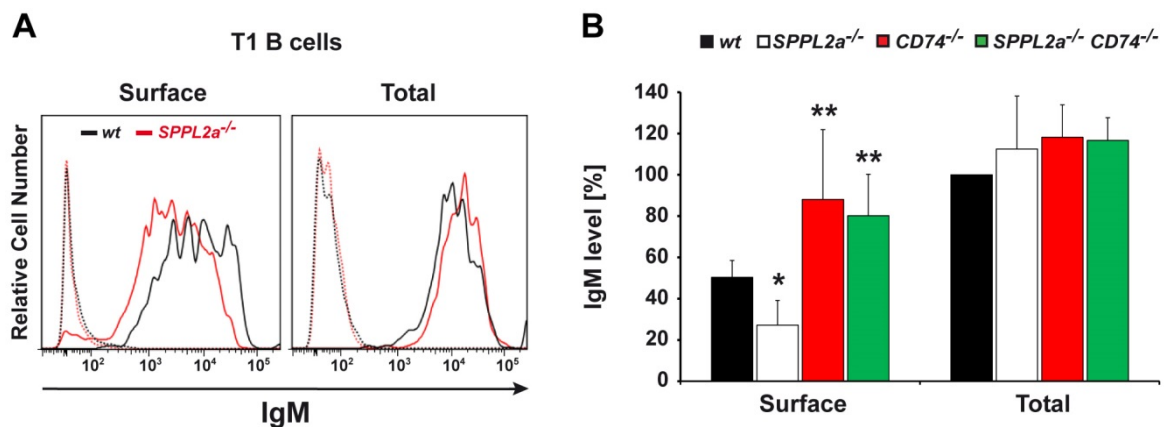 A
T1 B cells
Surface
Total
wt SPPL2a-/-
Relative Cell Number
10² 10³ 10⁴ 10⁵
10² 10³ 10⁴ 10⁵
IgM
B
wt SPPL2a-/- CD74-/- SPPL2a-/- CD74-/-
IgM level [%]
140
120
100
80
60
40
20
0
*
**
**
Surface
Total